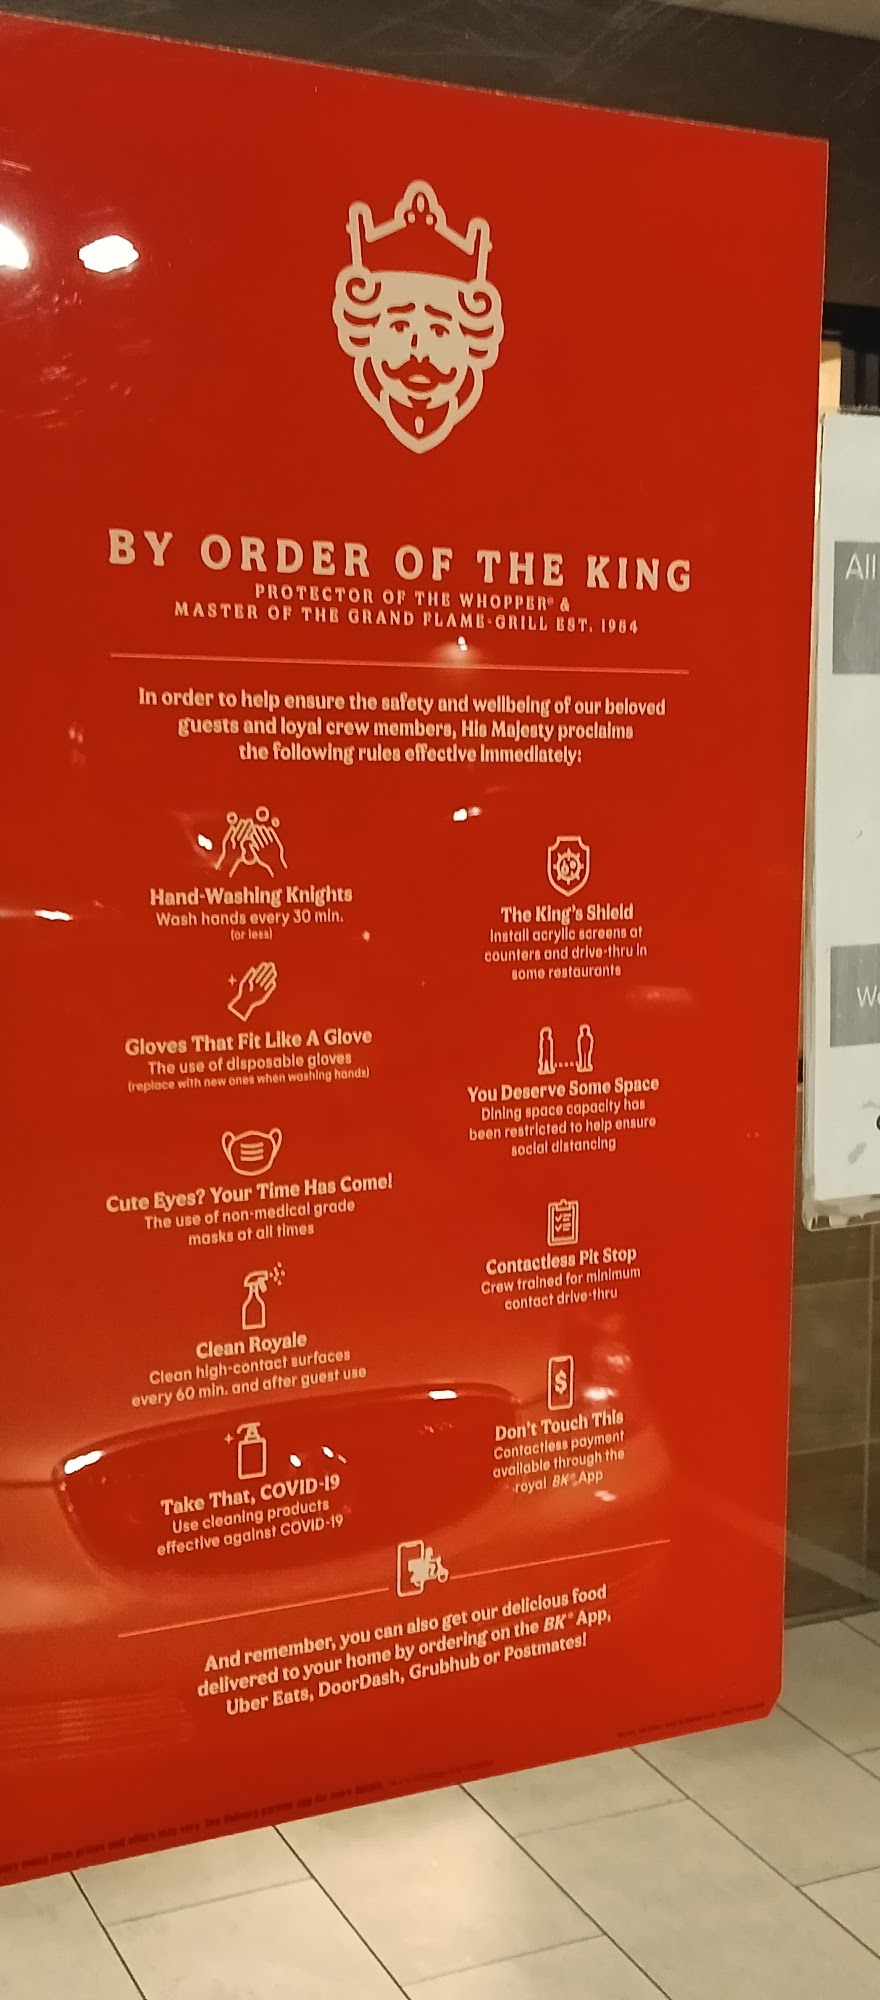 BY ORDER OF THE KING
PROTECTOR OF THE WHOPPER® &
MASTER OF THE GRAND FLAME-GRILL EST. 1954
In order to help ensure the safety and wellbeing of our beloved
guests and loyal crew members, His Majesty proclaims
the following rules effective immediately:
Hand-Washing Knights
Wash hands every 30 min.
(or less)
Gloves That Fit Like A Glove
The use of disposable gloves
(replace with new ones when washing hands)
Cute Eyes? Your Time Has Come!
The use of non-medical grade
masks at all times
Clean Royale
Clean high-contact surfaces
every 60 min. and after guest use
Take That, COVID-19
Use cleaning products
effective against COVID-19
The King's Shield
Install acrylic screens at
counters and drive-thru in
some restaurants
You Deserve Some Space
Dining space capacity has
been restricted to help ensure
social distancing
Contactless Pit Stop
Crew trained for minimum
contact drive-thru
$
Don't Touch This
Contactless payment
available through the
royal BK® App
And remember, you can also get our delicious food
delivered to your home by ordering on the BK® App,
Uber Eats, DoorDash, Grubhub or Postmates!
All